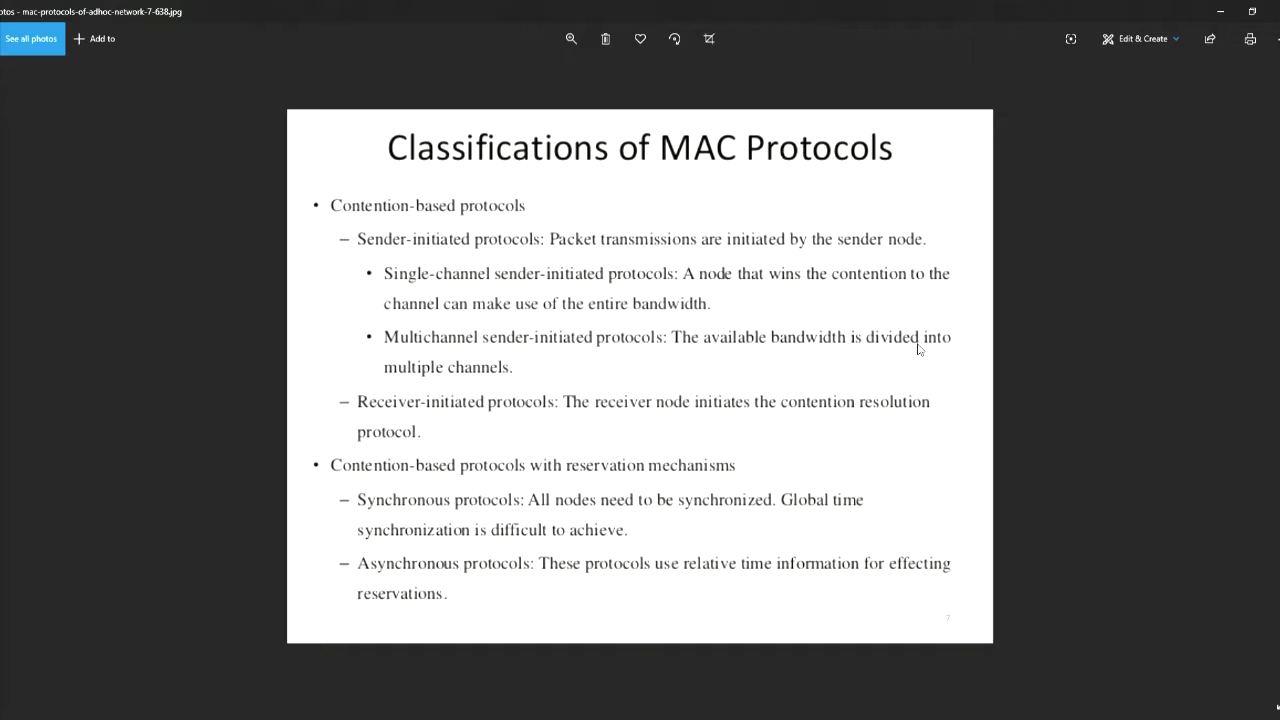 otos - mac-protocols-of-adhoc-network-7-638.jpg
See all photos
Add to
Edit & Create
Classifications of MAC Protocols
• Contention-based protocols
– Sender-initiated protocols: Packet transmissions are initiated by the sender node.
• Single-channel sender-initiated protocols: A node that wins the contention to the
channel can make use of the entire bandwidth.
• Multichannel sender-initiated protocols: The available bandwidth is divided into
multiple channels.
– Receiver-initiated protocols: The receiver node initiates the contention resolution
protocol.
• Contention-based protocols with reservation mechanisms
– Synchronous protocols: All nodes need to be synchronized. Global time
synchronization is difficult to achieve.
– Asynchronous protocols: These protocols use relative time information for effecting
reservations.
7